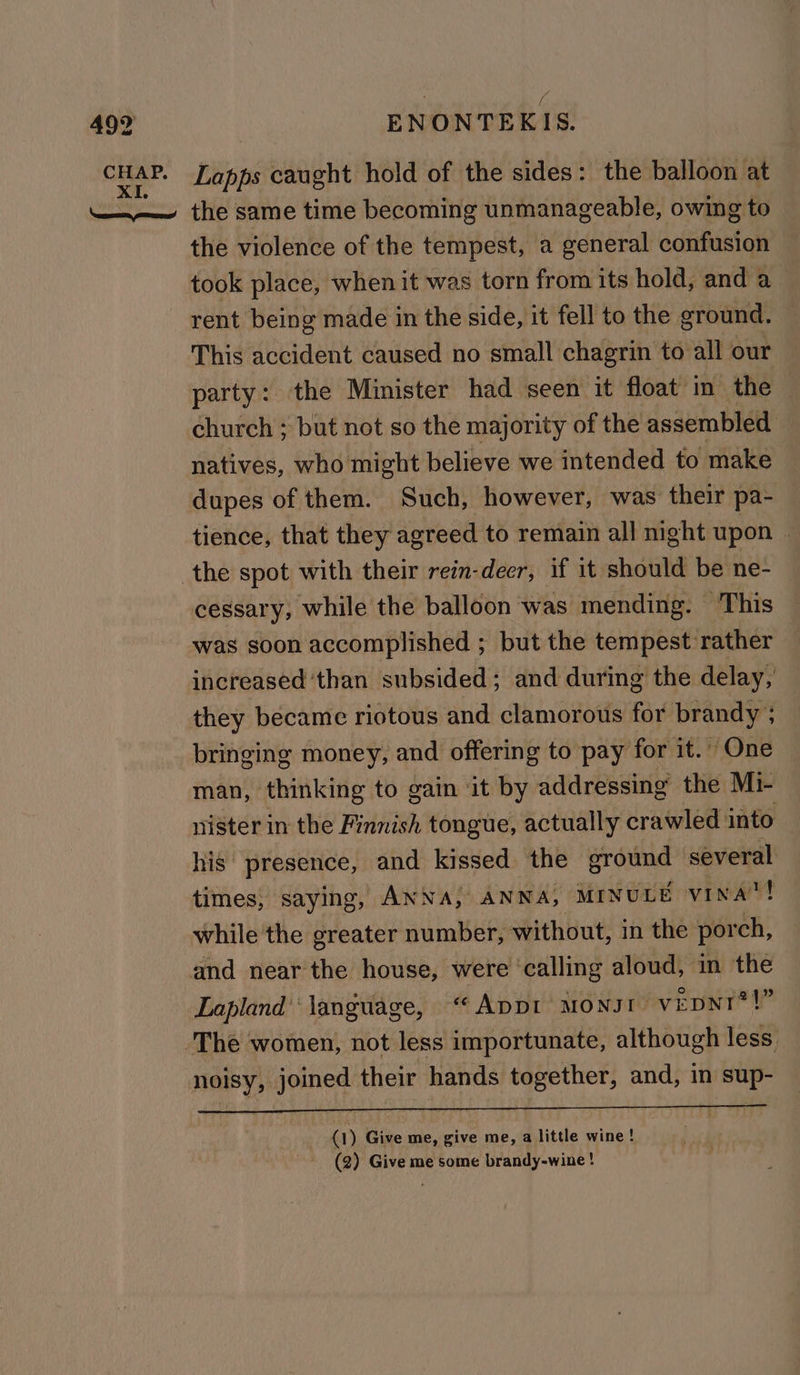 492 ENONTEKIS.
CHAP. XI.
Lapps caught hold of the sides: the balloon at
the same time becoming unmanageable, owing to
the violence of the tempest, a general confusion
took place, when it was torn from its hold, and a
rent being made in the side, it fell to the ground.
This accident caused no small chagrin to all our
party: the Minister had seen it float in the
church; but not so the majority of the assembled
natives, who might believe we intended to make
dupes of them. Such, however, was their pa-
tience, that they agreed to remain all night upon
the spot with their rein-deer, if it should be ne-
cessary, while the balloon was mending. This
was soon accomplished; but the tempest rather
increased than subsided; and during the delay,
they became riotous and clamorous for brandy;
bringing money, and offering to pay for it. One
man, thinking to gain it by addressing the Mi-
nister in the Finnish tongue, actually crawled into
his presence, and kissed the ground several
times, saying, ANNA, ANNA, MINULÉ VINA¹!
while the greater number, without, in the porch,
and near the house, were calling aloud, in the
Lapland language, “ADDI MONSI VĖDNI²!”
The women, not less importunate, although less
noisy, joined their hands together, and, in sup-
(1) Give me, give me, a little wine!
(2) Give me some brandy-wine!